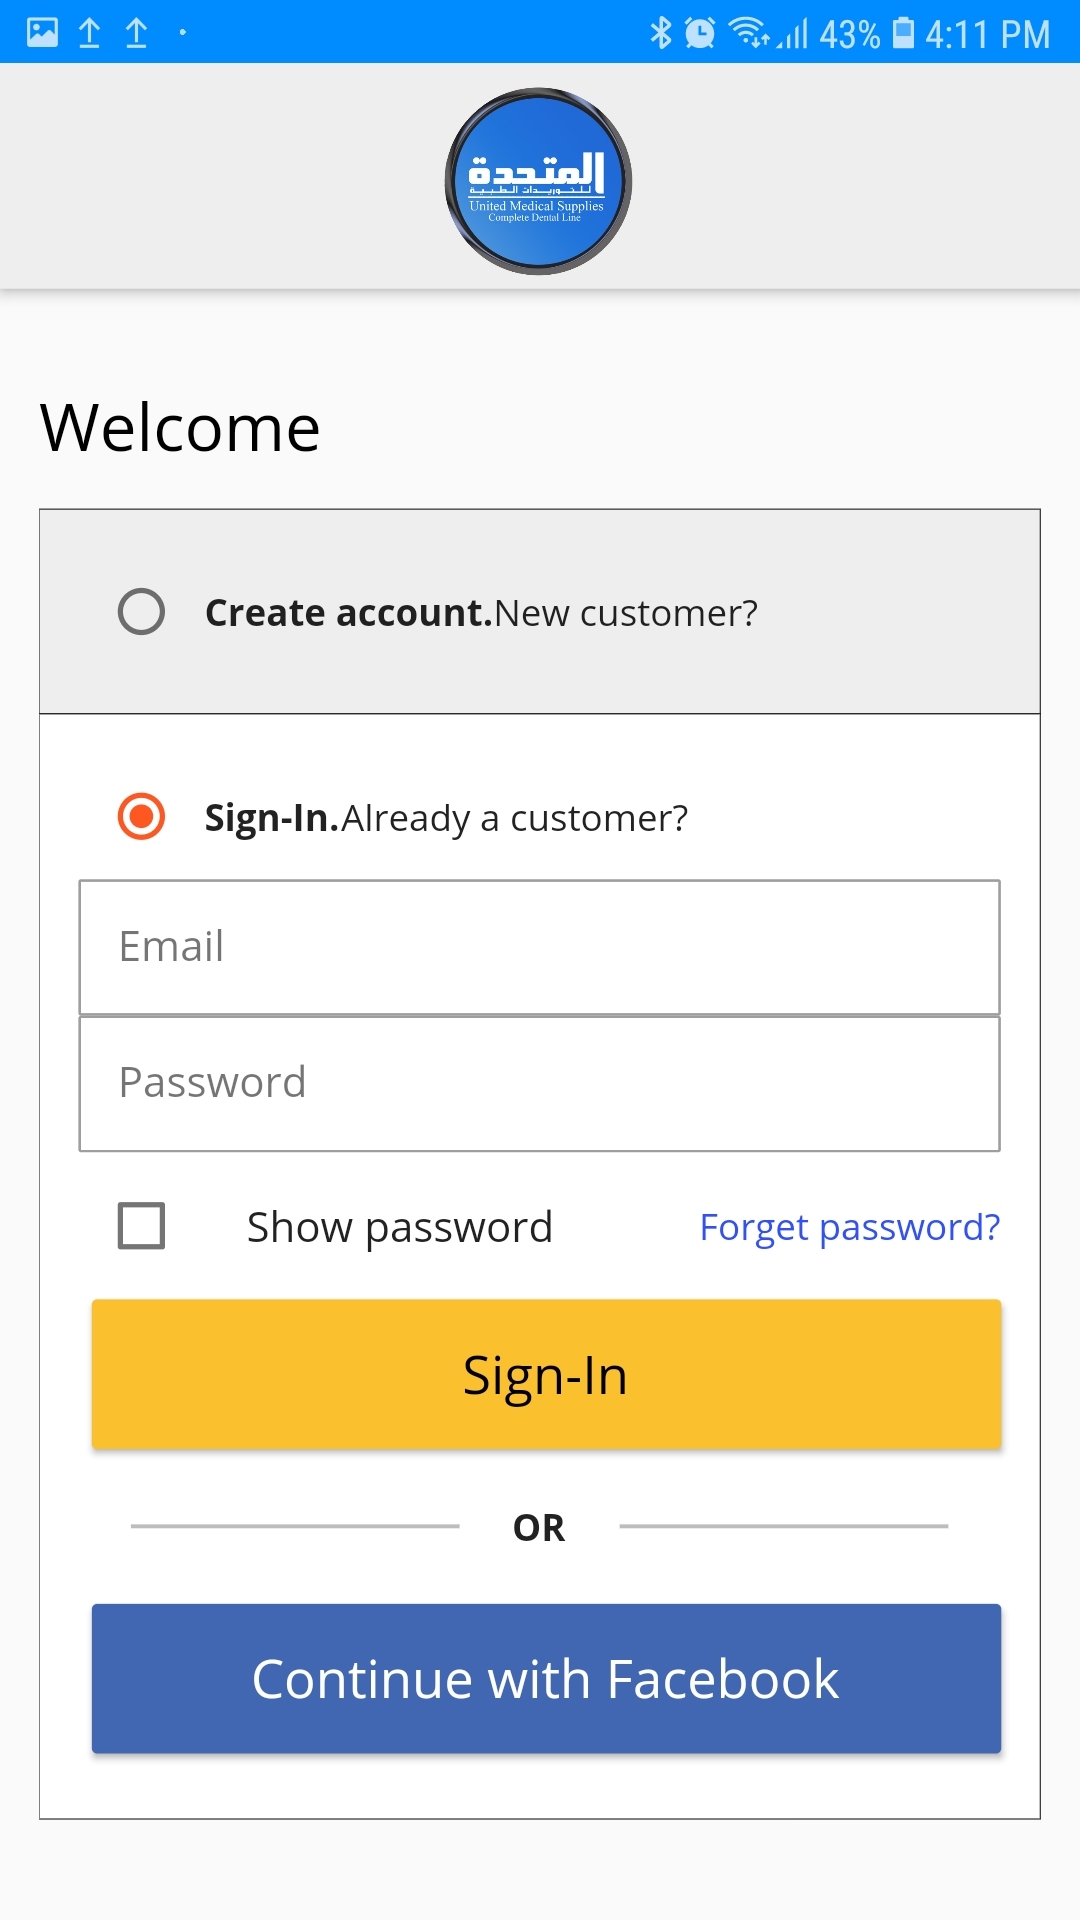 43% 4:11 PM
المتحدة
للتوريدات الطبية
United Medical Supplies
Complete Dental Line
Welcome
Create account.New customer?
Sign-In.Already a customer?
Email
Password
Show password Forget password?
Sign-In
OR
Continue with Facebook